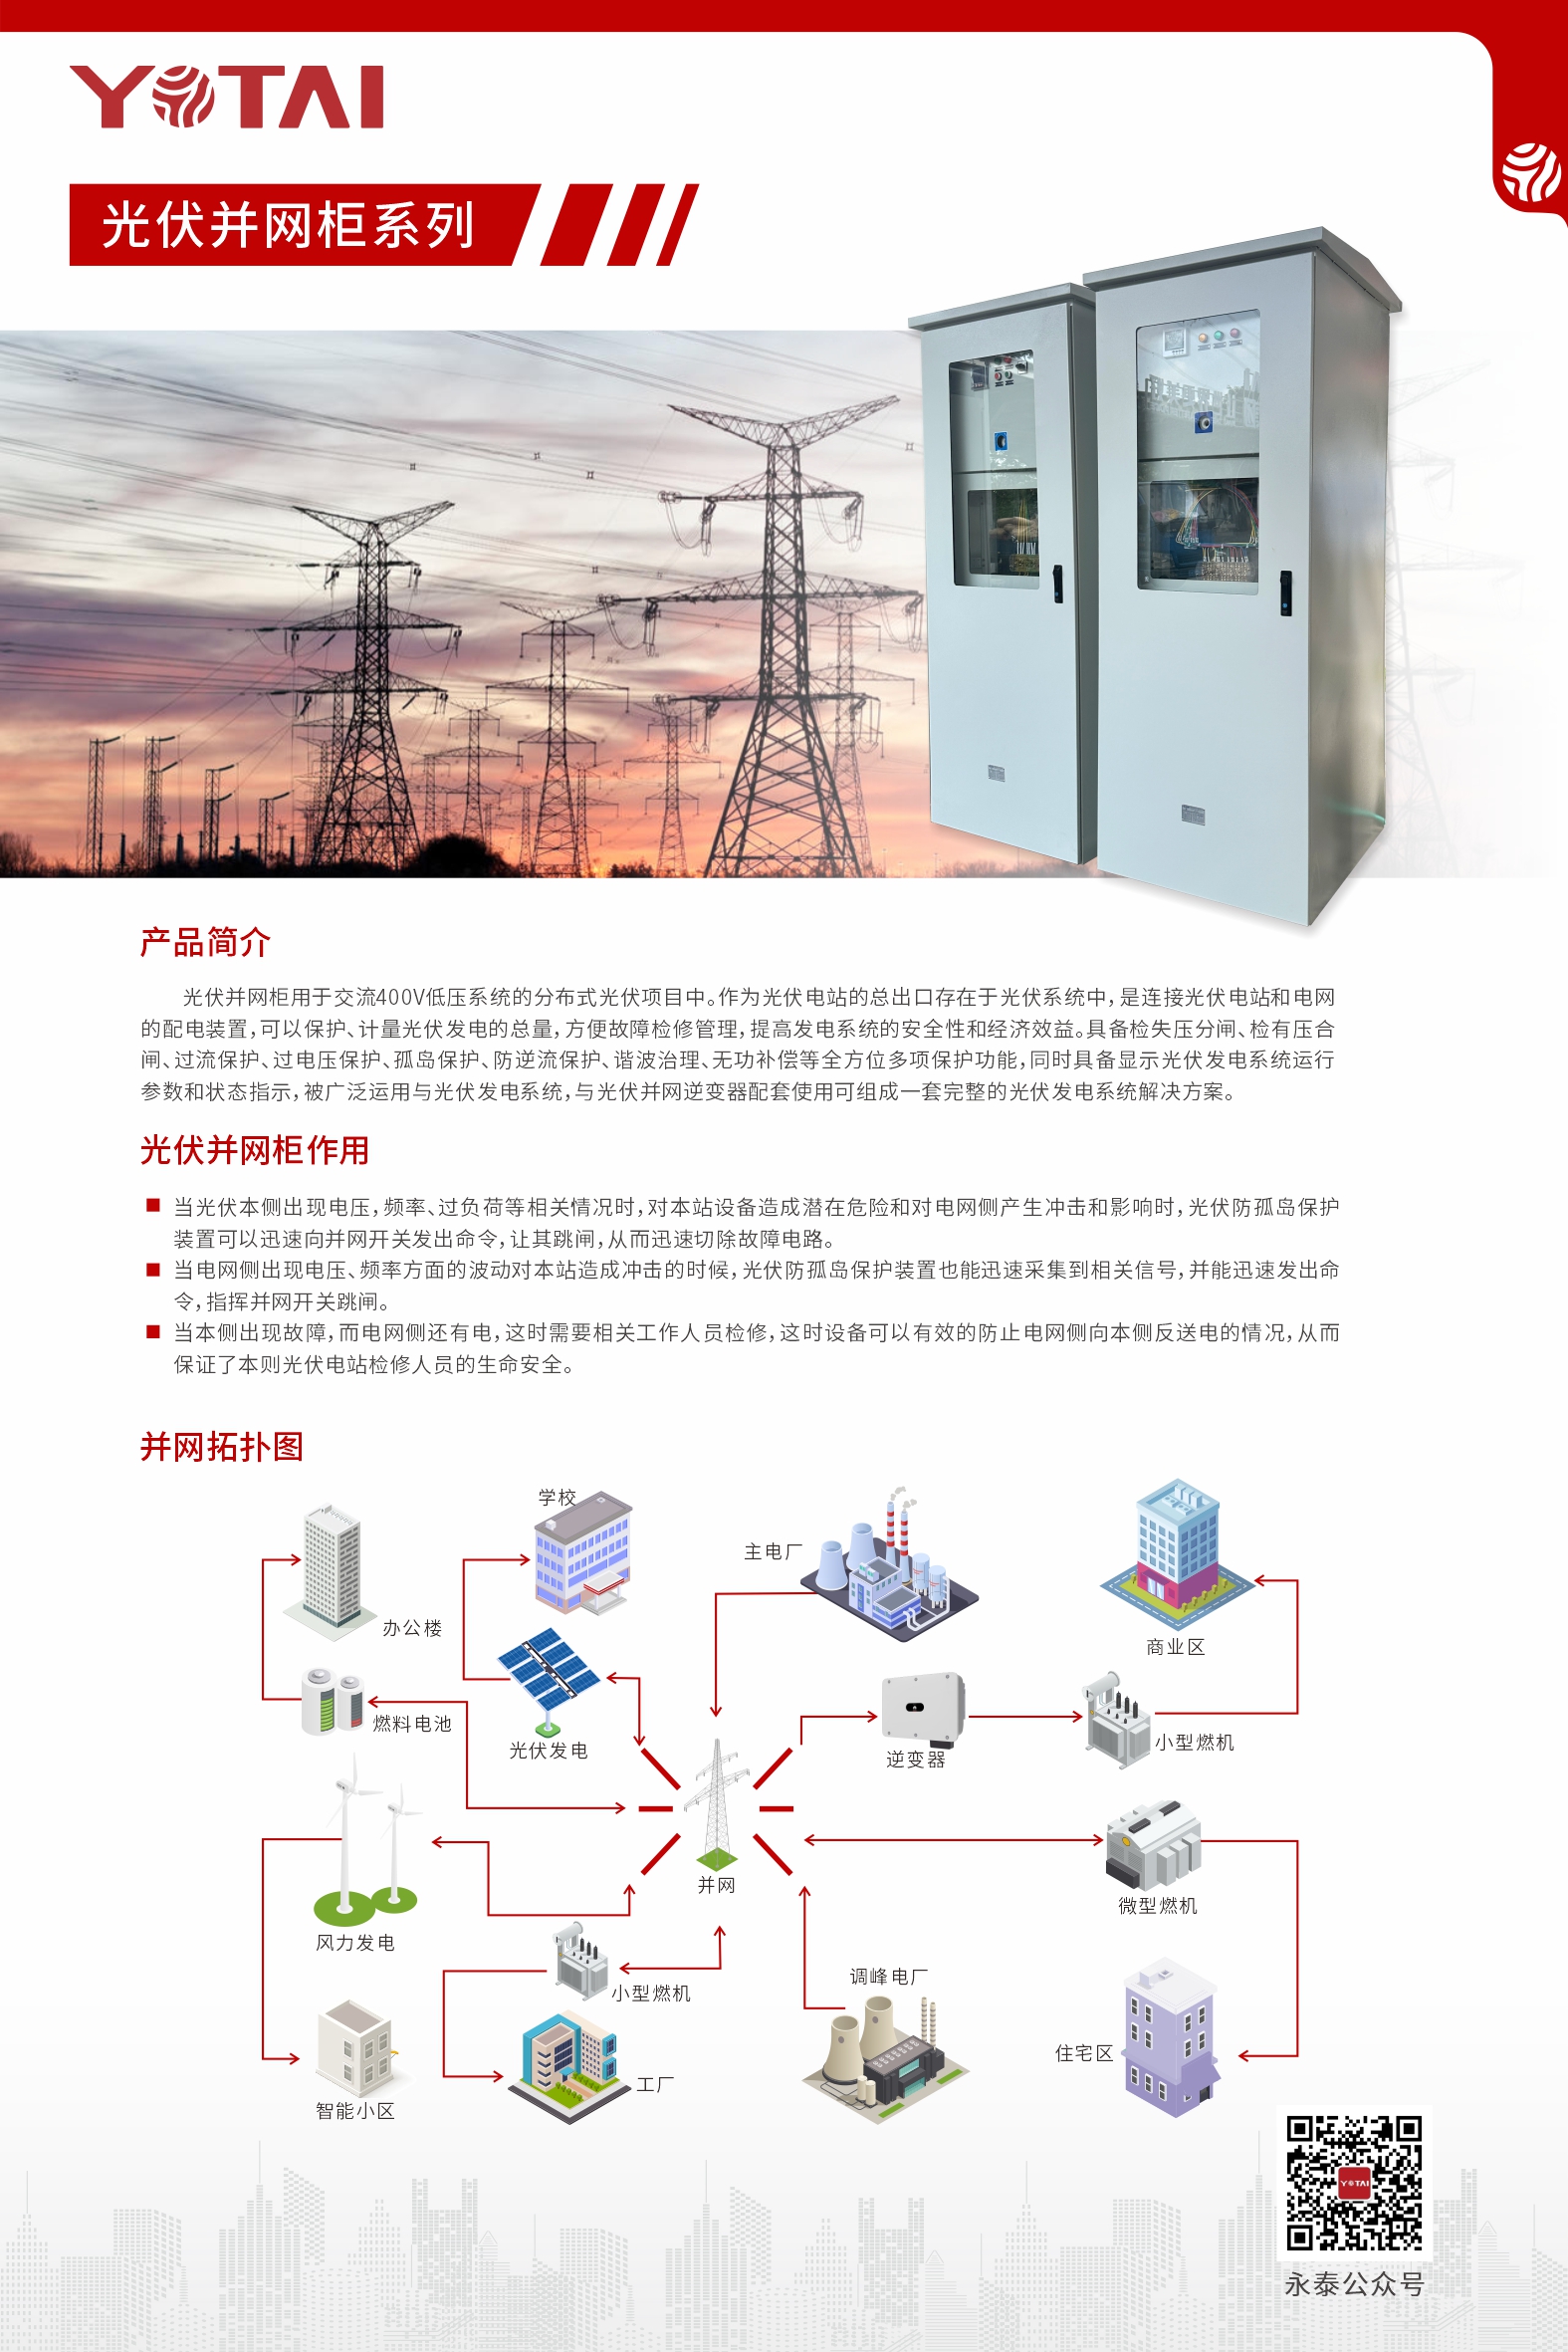 YOTAI
光伏并网柜系列
产品简介
光伏并网柜用于交流400V低压系统的分布式光伏项目中。作为光伏电站的总出口存在于光伏系统中，是连接光伏电站和电网
的配电装置，可以保护、计量光伏发电的总量，方便故障检修管理，提高发电系统的安全性和经济效益。具备检失压分闸、检有压合
闸、过流保护、过电压保护、孤岛保护、防逆流保护、谐波治理、无功补偿等全方位多项保护功能，同时具备显示光伏发电系统运行
参数和状态指示，被广泛运用与光伏发电系统，与光伏并网逆变器配套使用可组成一套完整的光伏发电系统解决方案。
光伏并网柜作用
当光伏本侧出现电压，频率、过负荷等相关情况时，对本站设备造成潜在危险和对电网侧产生冲击和影响时，光伏防孤岛保护
装置可以迅速向并网开关发出命令，让其跳闸，从而迅速切除故障电路。
当电网侧出现电压、频率方面的波动对本站造成冲击的时候，光伏防孤岛保护装置也能迅速采集到相关信号，并能迅速发出命
令，指挥并网开关跳闸。
当本侧出现故障，而电网侧还有电，这时需要相关工作人员检修，这时设备可以有效的防止电网侧向本侧反送电的情况，从而
保证了本则光伏电站检修人员的生命安全。
并网拓扑图
学校
主电厂
办公楼
商业区
燃料电池
光伏发电
逆变器
小型燃机
并网
微型燃机
风力发电
小型燃机
调峰电厂
住宅区
工厂
智能小区
YOTAI
永泰公众号